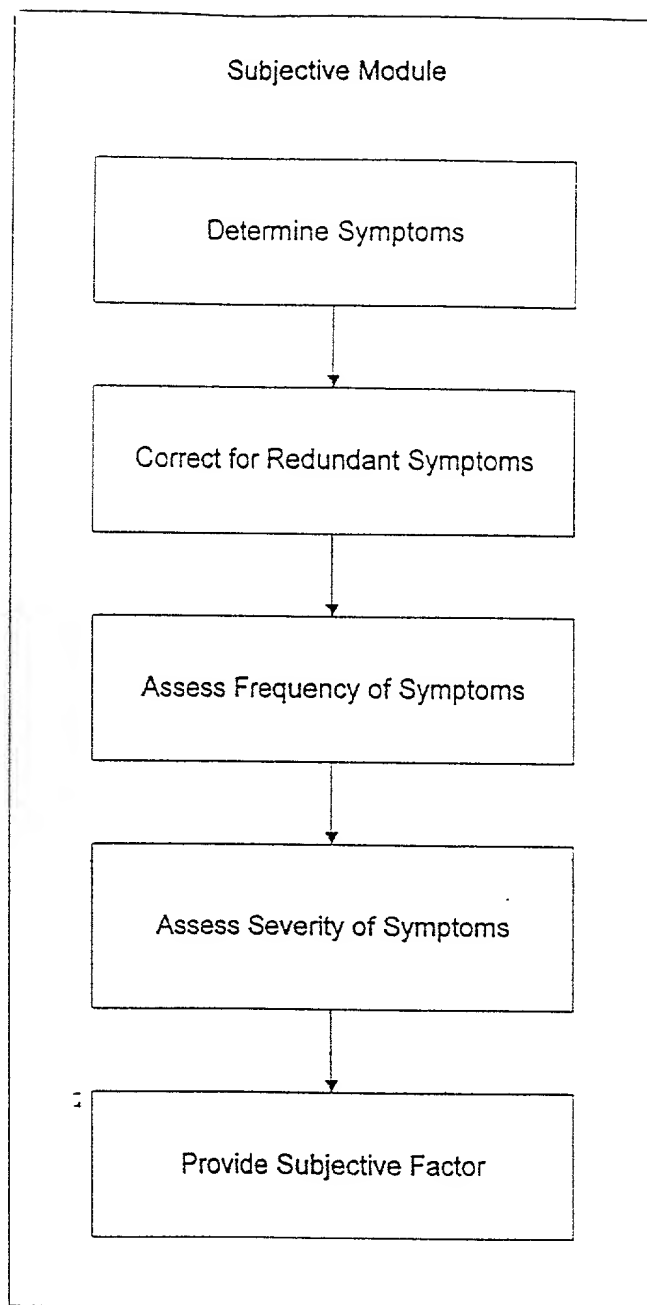 Subjective Module
Determine Symptoms
Correct for Redundant Symptoms
Assess Frequency of Symptoms
Assess Severity of Symptoms
Provide Subjective Factor